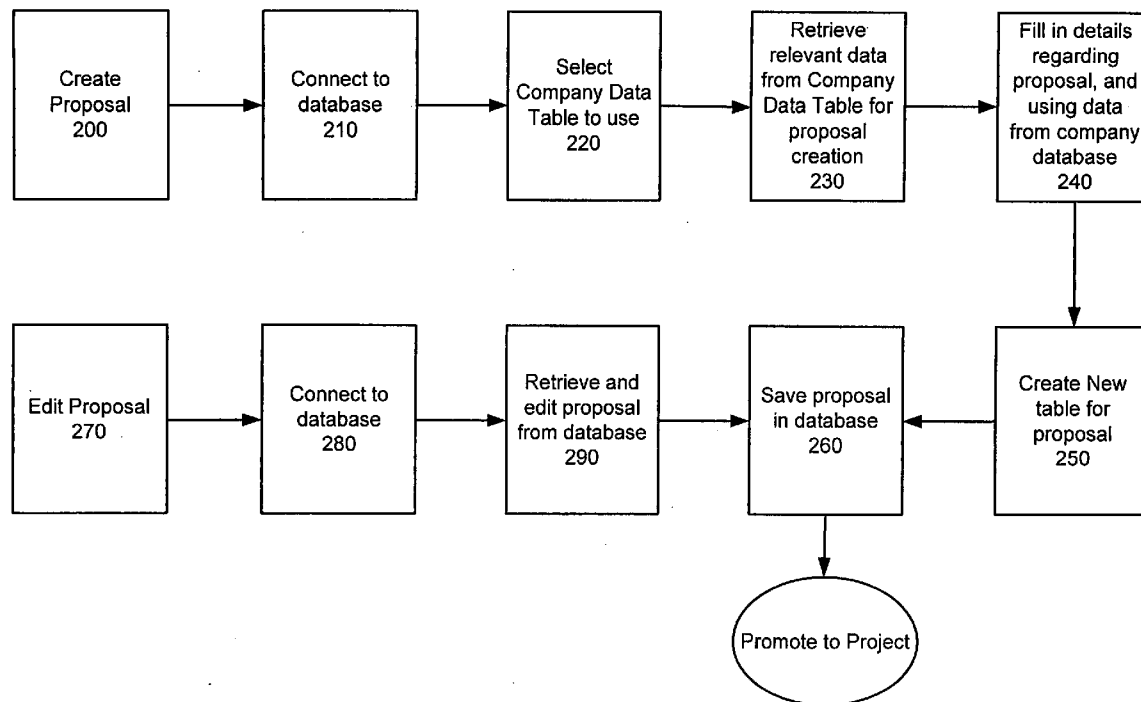 Create
Proposal
200
Connect to
database
210
Select
Company Data
Table to use
220
Retrieve
relevant data
from Company
Data Table for
proposal
creation
230
Fill in details
regarding
proposal, and
using data
from company
database
240
Edit Proposal
270
Connect to
database
280
Retrieve and
edit proposal
from database
290
Save proposal
in database
260
Create New
table for
proposal
250
Promote to Project